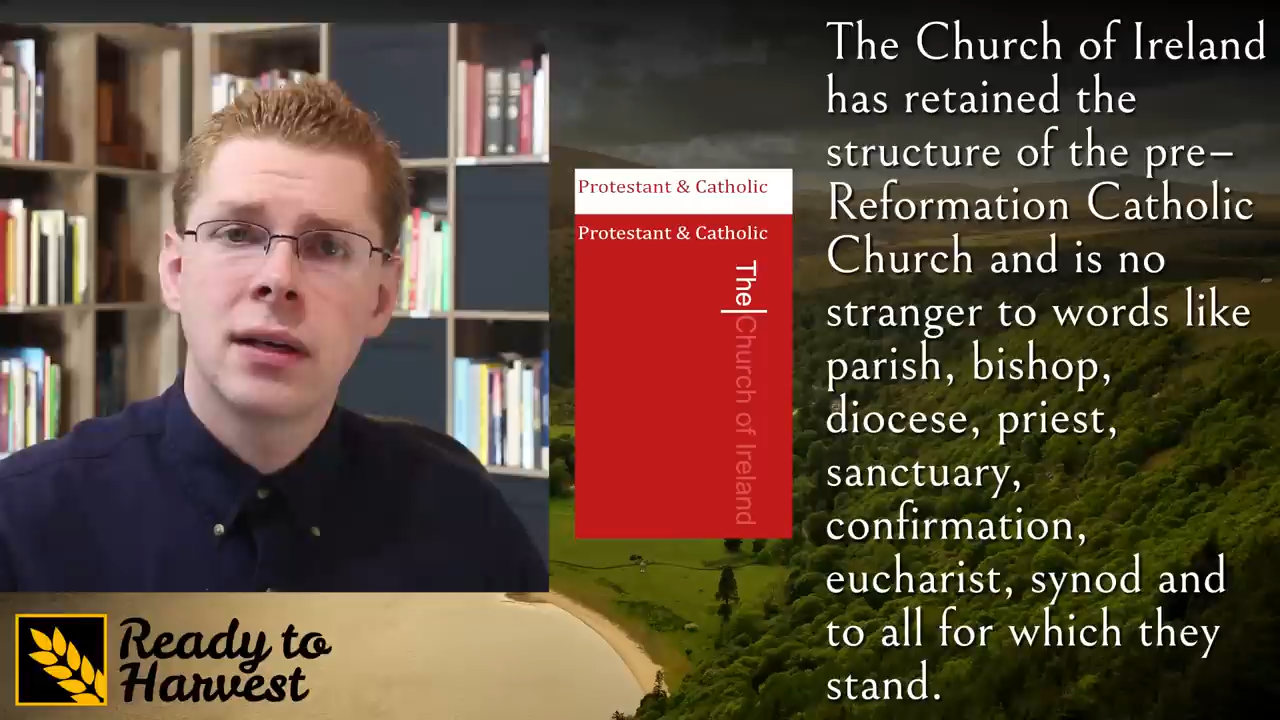 Protestant & Catholic
Protestant & Catholic
The Church of Ireland
The Church of Ireland
has retained the
structure of the pre–
Reformation Catholic
Church and is no
stranger to words like
parish, bishop,
diocese, priest,
sanctuary,
confirmation,
eucharist, synod and
to all for which they
stand.
Ready to
Harvest